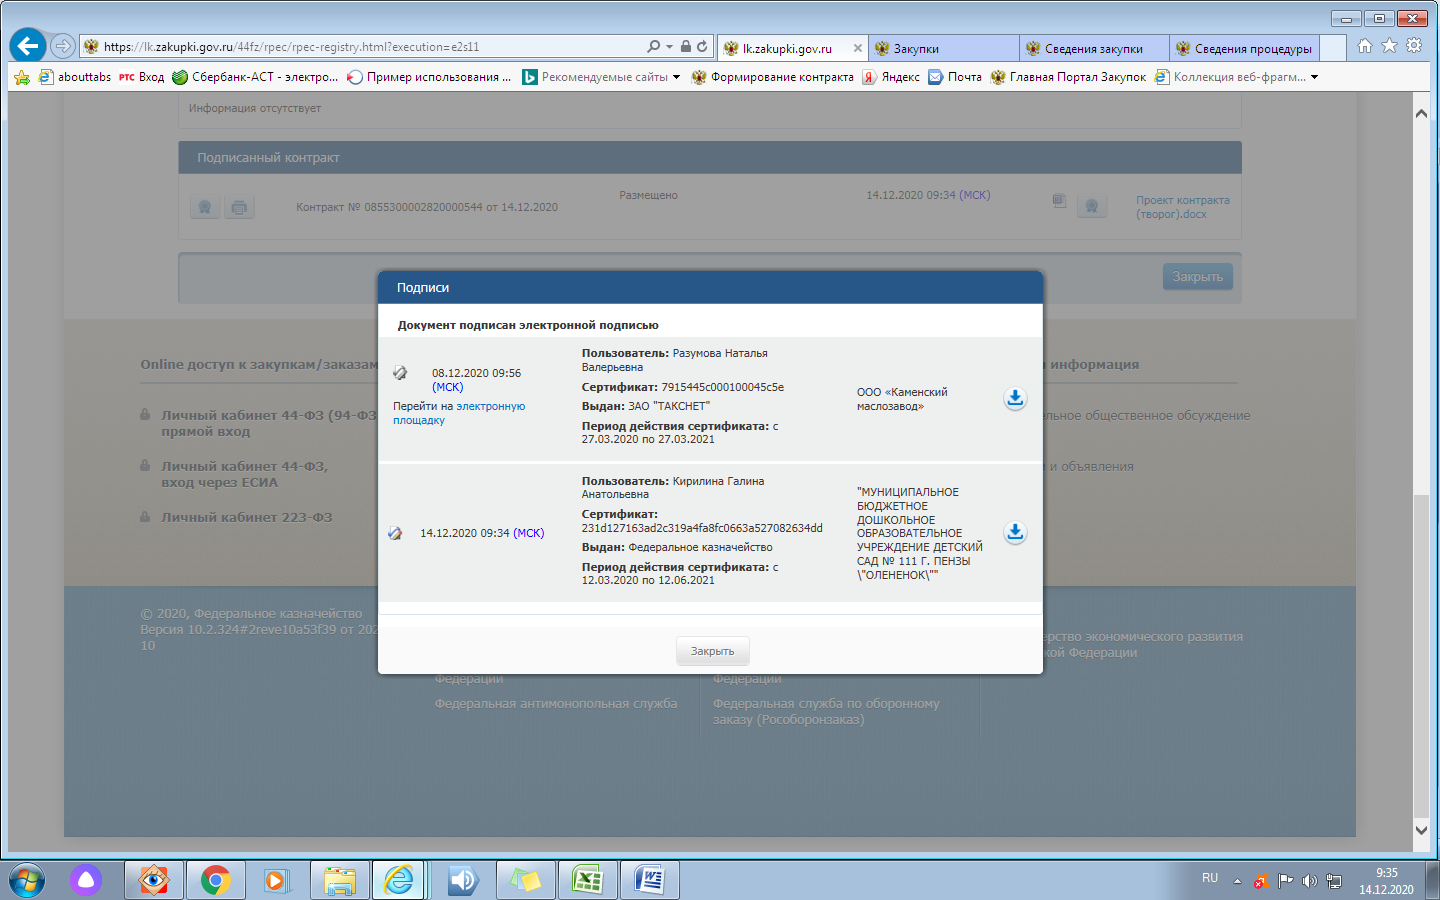 https://lk.zakupki.gov.ru/44fz/rpec/rpec-registry.html?execution=e2s11
lk.zakupki.gov.ru
Закупки
Сведения закупки
Сведения процедуры
abouttabs
РТС Вход
Сбербанк-АСТ - электро...
Пример использования ...
Рекомендуемые сайты
Формирование контракта
Яндекс
Почта
Главная Портал Закупок
Коллекция веб-фрагм...
Информация отсутствует
Подписанный контракт
Контракт № 0855300002820000544 от 14.12.2020
Размещено
14.12.2020 09:34 (МСК)
Проект контракта
(творог).docx
Закрыть
Подписи
Документ подписан электронной подписью
08.12.2020 09:56
(МСК)
Перейти на электронную
площадку
Пользователь: Разумова Наталья
Валерьевна
Сертификат: 7915445c000100045c5e
Выдан: ЗАО "ТАКСНЕТ"
Период действия сертификата: с
27.03.2020 по 27.03.2021
ООО «Каменский
маслозавод»
14.12.2020 09:34 (МСК)
Пользователь: Кирилина Галина
Анатольевна
Сертификат:
231d127163ad2c319a4fa8fc0663a527082634dd
Выдан: Федеральное казначейство
Период действия сертификата: с
12.03.2020 по 12.06.2021
"МУНИЦИПАЛЬНОЕ
БЮДЖЕТНОЕ
ДОШКОЛЬНОЕ
ОБРАЗОВАТЕЛЬНОЕ
УЧРЕЖДЕНИЕ ДЕТСКИЙ
САД № 111 Г. ПЕНЗЫ
\"ОЛЕНЕНОК\""
Закрыть
Online доступ к закупкам/заказам
Личный кабинет 44-ФЗ (94-ФЗ
прямой вход
Личный кабинет 44-ФЗ,
вход через ЕСИА
Личный кабинет 223-ФЗ
информация
ельное общественное обсуждение
и объявления
© 2020, Федеральное казначейство
Версия 10.2.324#2reve10a53f39 от 202
10
Федерации
Федеральная антимонопольная служба
Федерации
Федеральная служба по оборонному
заказу (Рособоронзаказ)
ерство экономического развития
кой Федерации
RU
9:35
14.12.2020